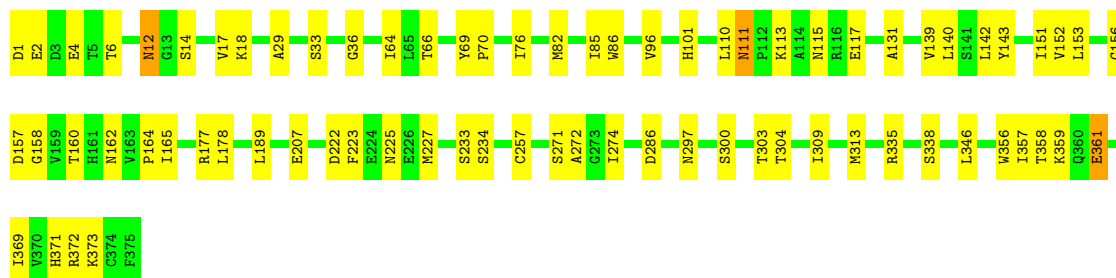 D1 E2 D3 E4 T5 T6 N12 G13 S14 V17 K18 A29 S33 G36 I64 L65 T66 Y69 P70 I76 M82 I85 W86 V96 H101 L110 N111 P112 K113 A114 N115 R116 E117 A131 V139 L140 S141 L142 Y143 I151 V152 L153 G156
D157 G158 V159 T160 H161 N162 V163 P164 I165 R177 L178 L189 E207 D222 F223 E224 N225 E226 M227 S233 S234 C257 S271 A272 G273 I274 D286 N297 S300 T303 T304 I309 M313 R335 S338 L346 W356 I357 T358 K359 Q360 E361
I369 V370 H371 R372 K373 C374 F375